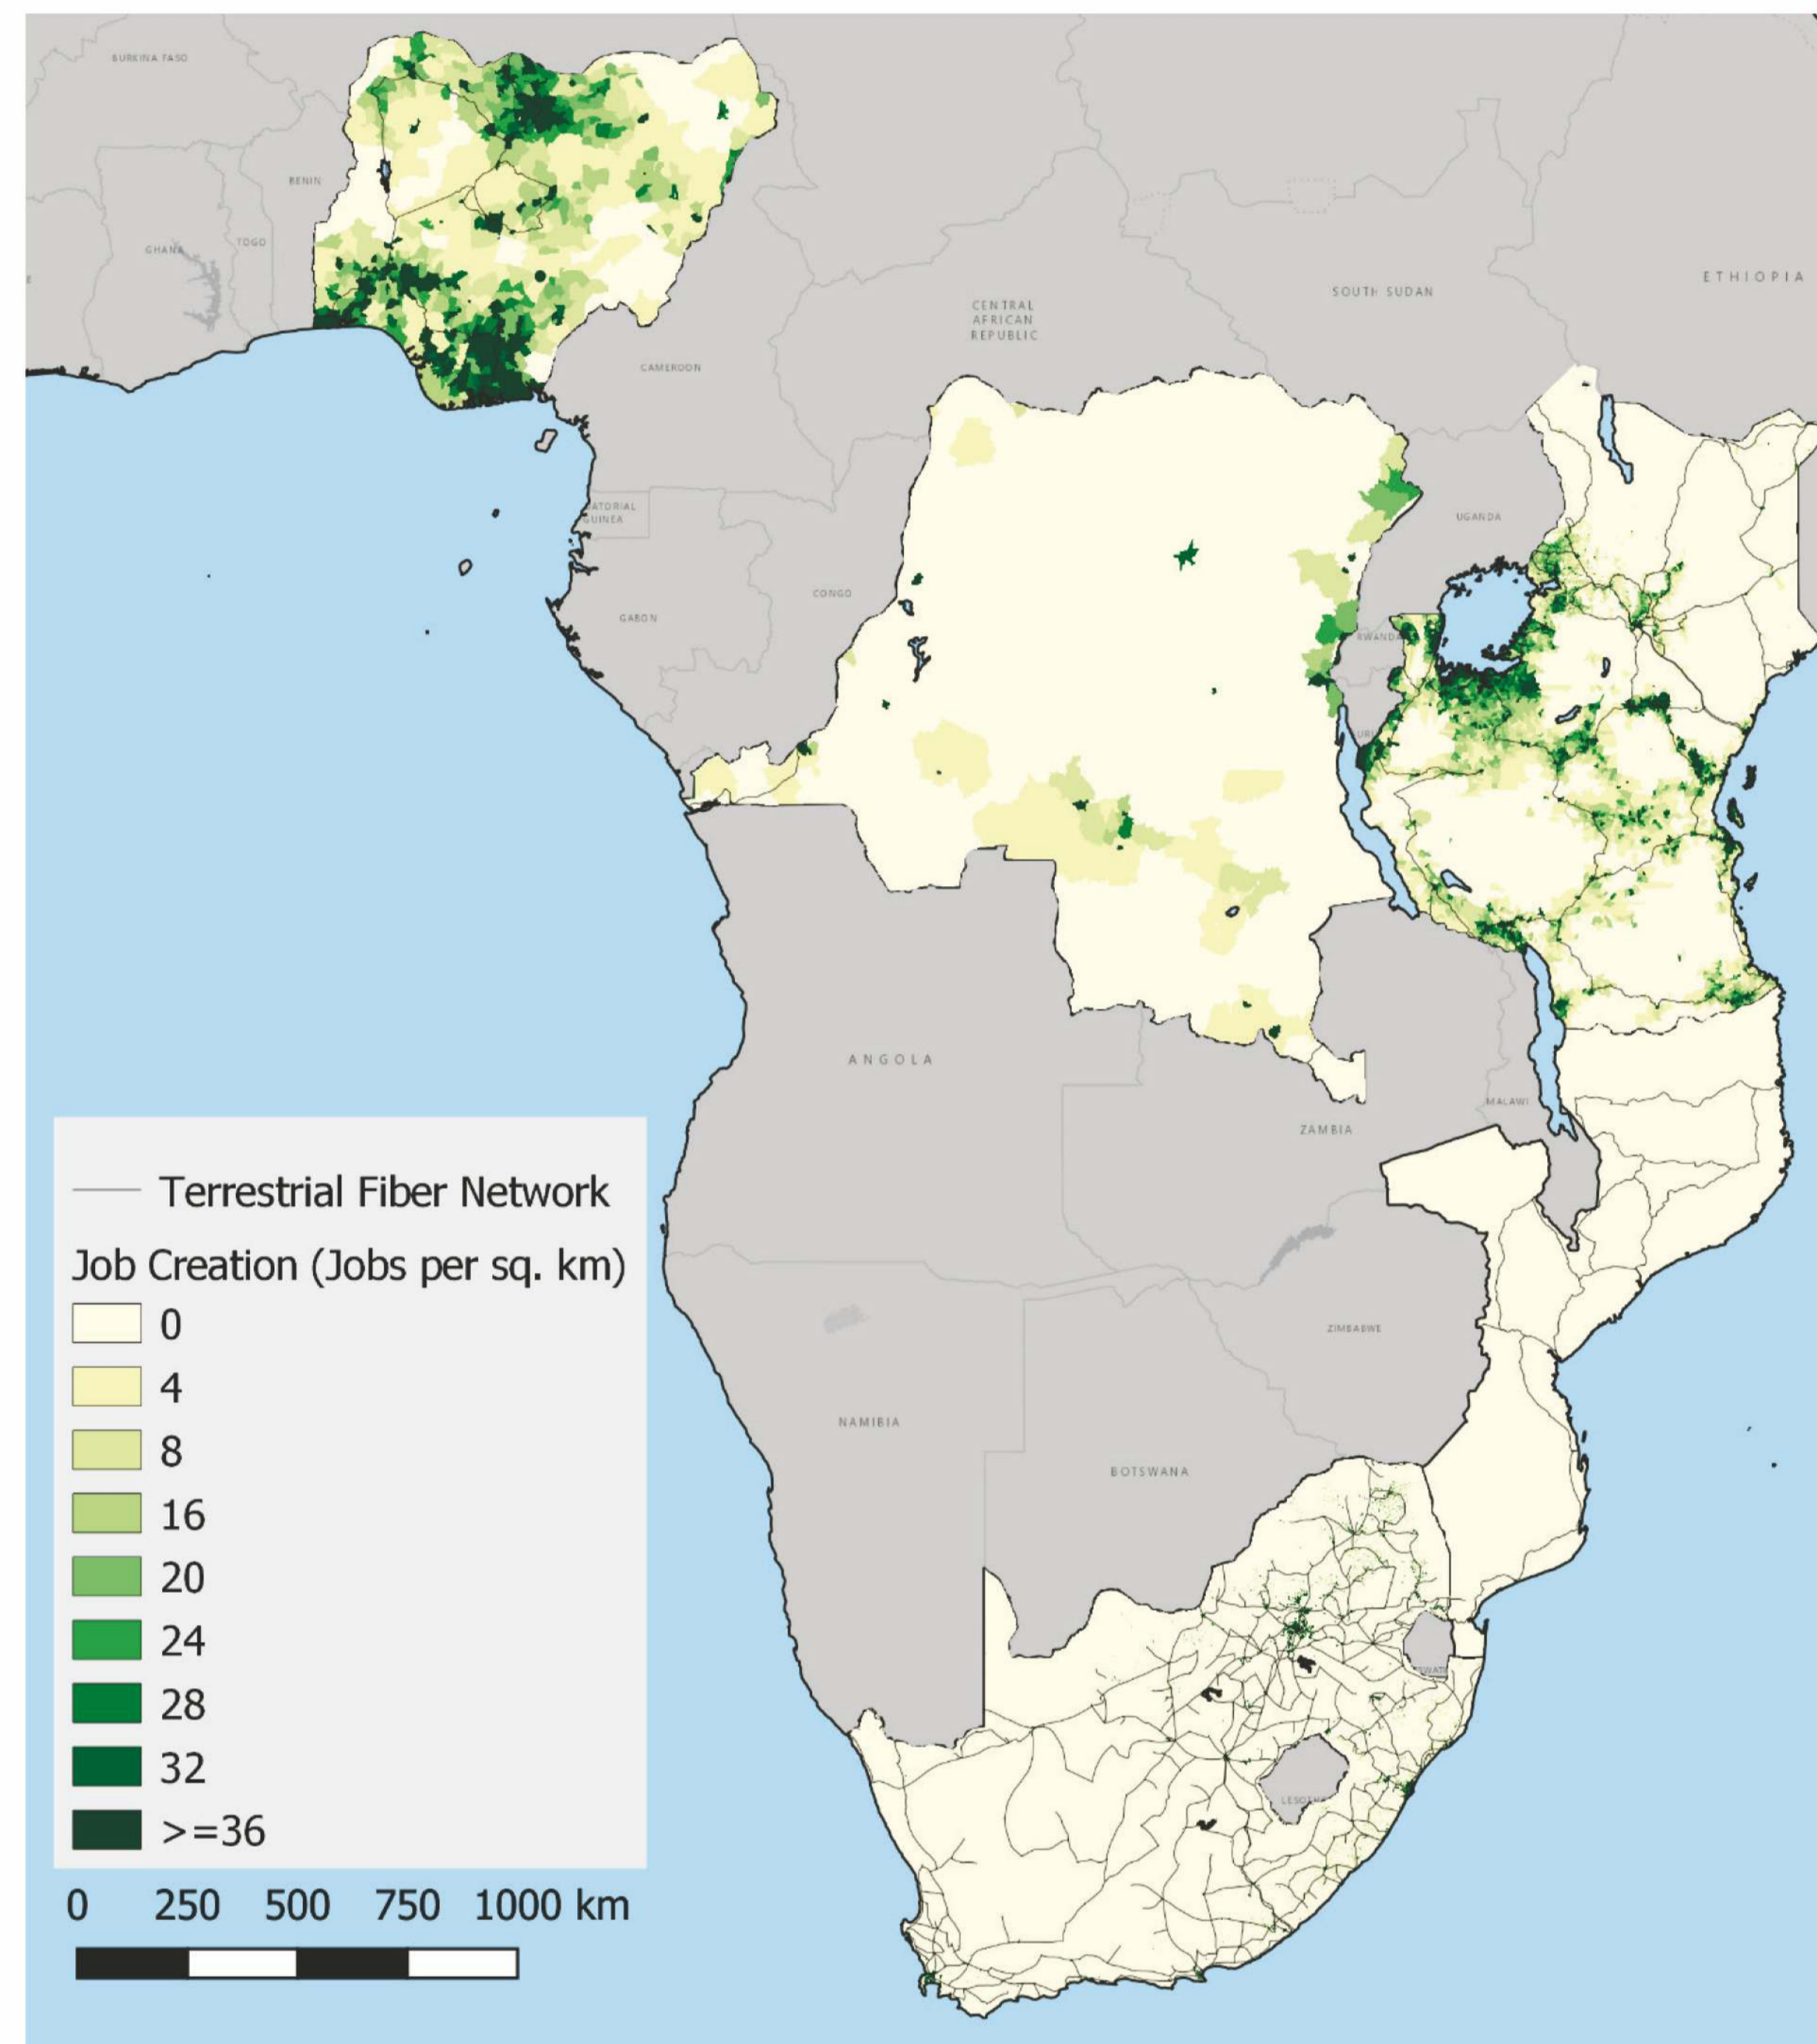 BURKINA FASO
BENIN
GHANA
TOGO
ETHIOPIA
SOUTH SUDAN
CENTRAL
AFRICAN
REPUBLIC
CAMEROON
ATORIAL
GUINEA
UGANDA
CONGO
GABON
RWANDA
ANGOLA
MALAWI
ZAMBIA
ZIMBABWE
NAMIBIA
BOTSWANA
Terrestrial Fiber Network
Job Creation (Jobs per sq. km)
0
4
8
16
20
24
28
32
>=36
0 250 500 750 1000 km